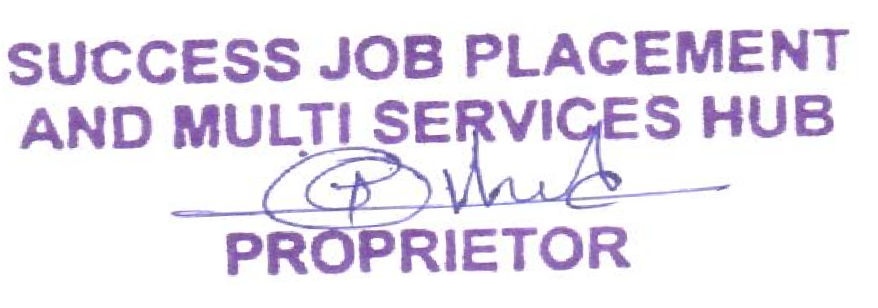 SUCCESS JOB PLACEMENT
AND MULTI SERVICES HUB
PROPRIETOR